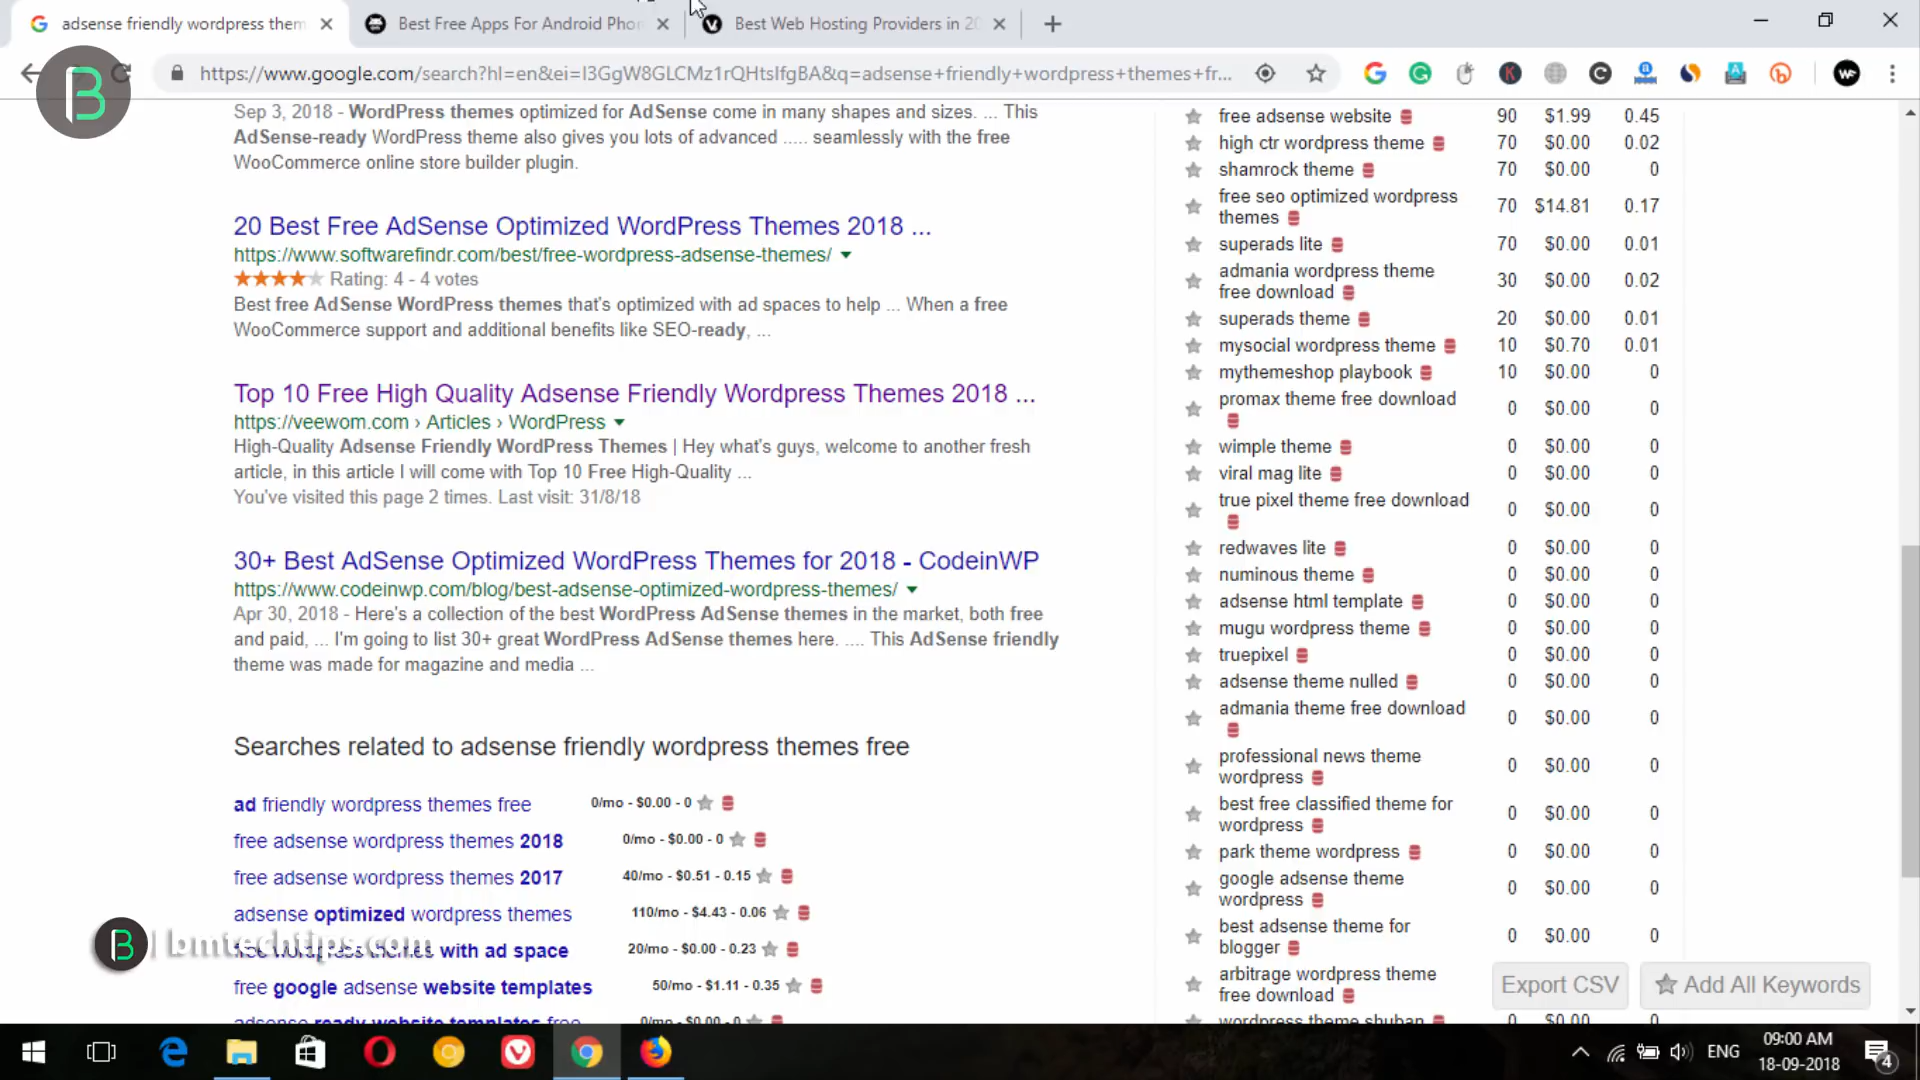 adsense friendly wordpress them
Best Free Apps For Android Phon
Best Web Hosting Providers in 20
https://www.google.com/search?hl=en&ei=I3GgW8GLCMz1rQHtsIfgBA&q=adsense+friendly+wordpress+themes+fr...
Sep 3, 2018 - WordPress themes optimized for AdSense come in many shapes and sizes. ... This
AdSense-ready WordPress theme also gives you lots of advanced ..... seamlessly with the free
WooCommerce online store builder plugin.
20 Best Free AdSense Optimized WordPress Themes 2018 ...
https://www.softwarefindr.com/best/free-wordpress-adsense-themes/
Rating: 4 - 4 votes
Best free AdSense WordPress themes that's optimized with ad spaces to help ... When a free
WooCommerce support and additional benefits like SEO-ready, ...
Top 10 Free High Quality Adsense Friendly Wordpress Themes 2018 ...
https://veewom.com › Articles › WordPress
High-Quality Adsense Friendly WordPress Themes | Hey what's guys, welcome to another fresh
article, in this article I will come with Top 10 Free High-Quality ...
You've visited this page 2 times. Last visit: 31/8/18
30+ Best AdSense Optimized WordPress Themes for 2018 - CodeinWP
https://www.codeinwp.com/blog/best-adsense-optimized-wordpress-themes/
Apr 30, 2018 - Here's a collection of the best WordPress AdSense themes in the market, both free
and paid, ... I'm going to list 30+ great WordPress AdSense themes here. .... This AdSense friendly
theme was made for magazine and media ...
Searches related to adsense friendly wordpress themes free
ad friendly wordpress themes free 0/mo - $0.00 - 0
free adsense wordpress themes 2018 0/mo - $0.00 - 0
free adsense wordpress themes 2017 40/mo - $0.51 - 0.15
adsense optimized wordpress themes 110/mo - $4.43 - 0.06
free wordpress themes with ad space 20/mo - $0.00 - 0.23
free google adsense website templates 50/mo - $1.11 - 0.35
adsense ready website templates free 0/mo - $0.00 - 0
bmtechtips.com
free adsense website 90 $1.99 0.45
high ctr wordpress theme 70 $0.00 0.02
shamrock theme 70 $0.00 0
free seo optimized wordpress
themes 70 $14.81 0.17
superads lite 70 $0.00 0.01
admania wordpress theme
free download 30 $0.00 0.02
superads theme 20 $0.00 0.01
mysocial wordpress theme 10 $0.70 0.01
mythemeshop playbook 10 $0.00 0
promax theme free download 0 $0.00 0
wimple theme 0 $0.00 0
viral mag lite 0 $0.00 0
true pixel theme free download 0 $0.00 0
redwaves lite 0 $0.00 0
numinous theme 0 $0.00 0
adsense html template 0 $0.00 0
mugu wordpress theme 0 $0.00 0
truepixel 0 $0.00 0
adsense theme nulled 0 $0.00 0
admania theme free download 0 $0.00 0
professional news theme
wordpress 0 $0.00 0
best free classified theme for
wordpress 0 $0.00 0
park theme wordpress 0 $0.00 0
google adsense theme
wordpress 0 $0.00 0
best adsense theme for
blogger 0 $0.00 0
arbitrage wordpress theme
free download
wordpress theme shuban 0 $0.00 0
Export CSV
Add All Keywords
ENG
09:00 AM
18-09-2018
4